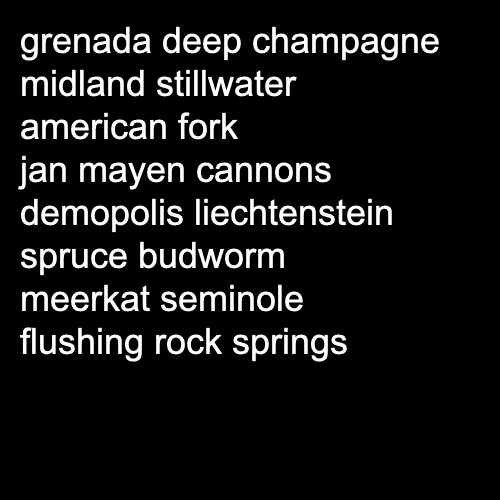 grenada deep champagne
midland stillwater
american fork
jan mayen cannons
demopolis liechtenstein
spruce budworm
meerkat seminole
flushing rock springs